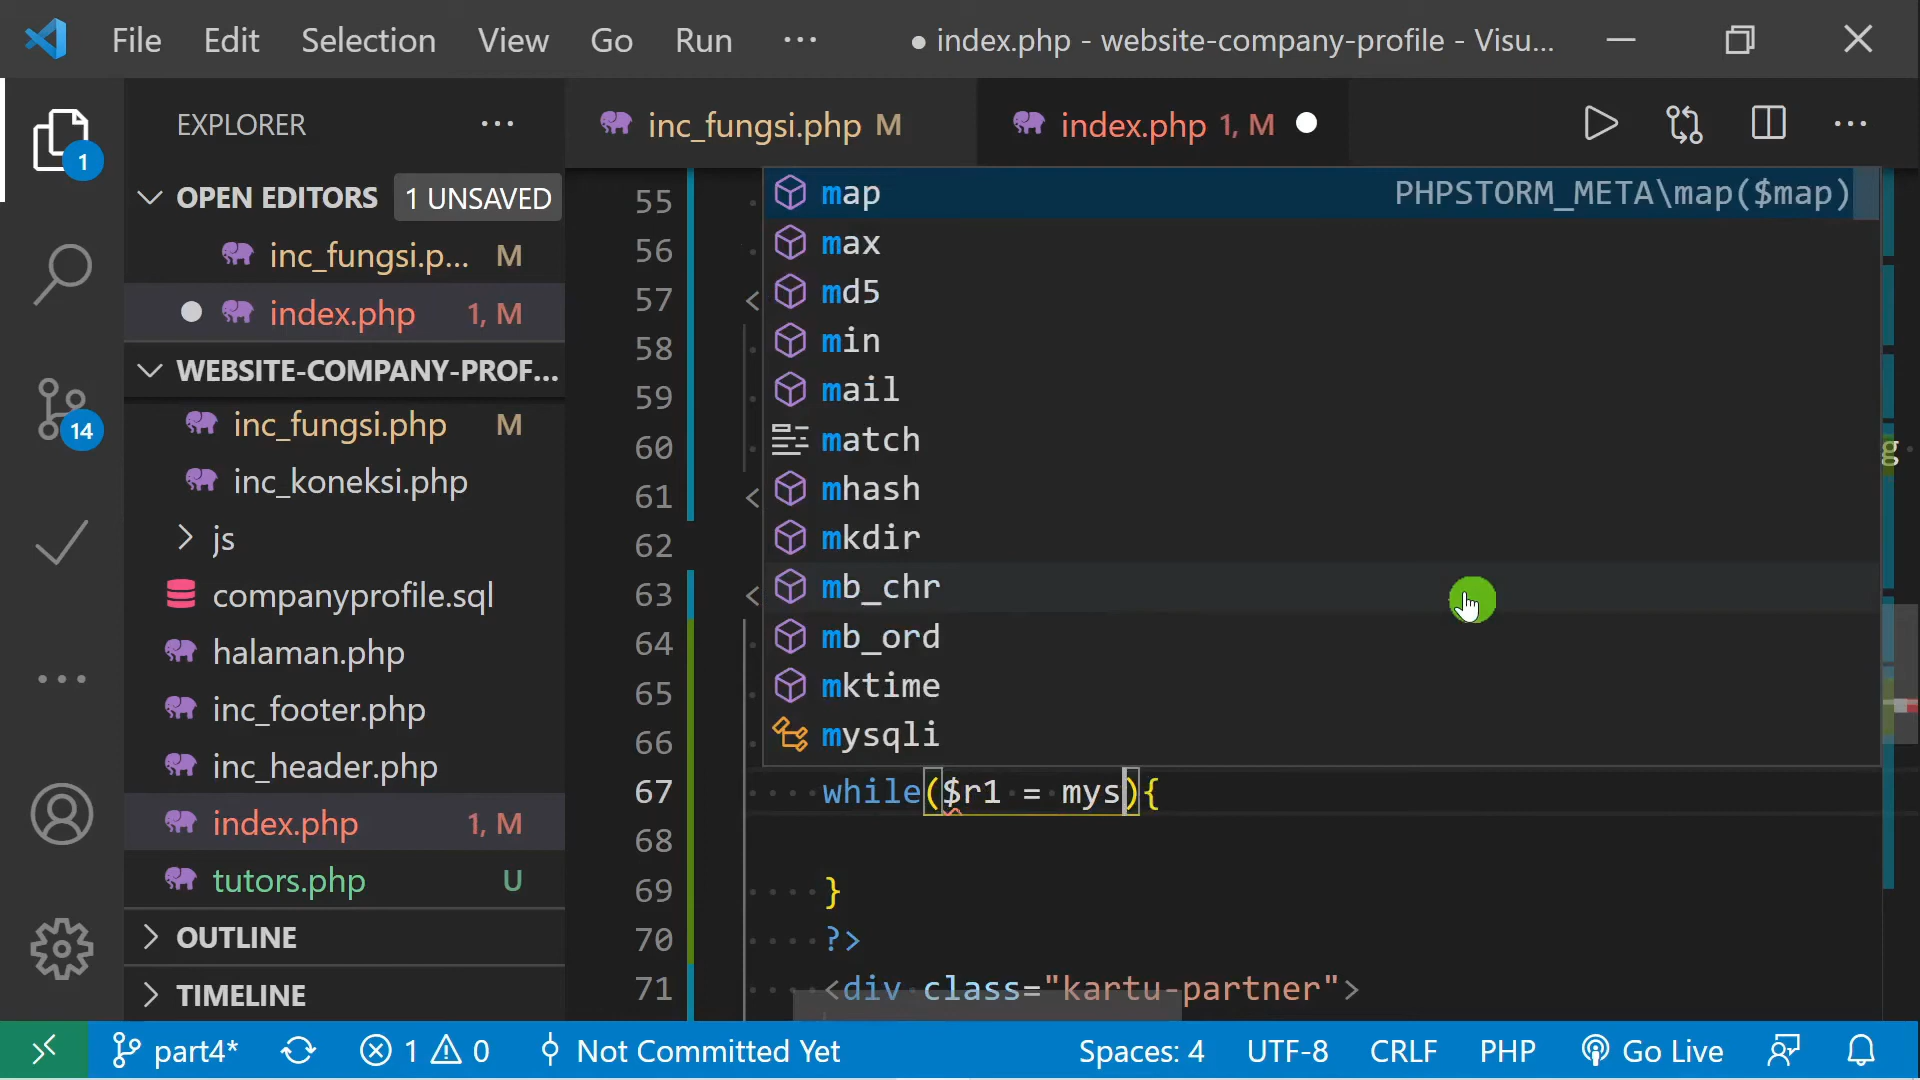 File Edit Selection View Go Run ··· ● index.php - website-company-profile - Visu...
EXPLORER ···
inc_fungsi.php M
index.php 1, M ●
OPEN EDITORS 1 UNSAVED
inc_fungsi.p... M
index.php 1, M
WEBSITE-COMPANY-PROF...
inc_fungsi.php M
inc_koneksi.php
js
companyprofile.sql
halaman.php
inc_footer.php
inc_header.php
index.php 1, M
tutors.php U
OUTLINE
TIMELINE
1
14
55
56
57 <
58
59
60
61 <
62
63 <
64
65
66
map PHPSTORM_META\map($map)
max
md5
min
mail
match
mhash
mkdir
mb_chr
mb_ord
mktime
mysqli
g
67 while($r1 = mys){
68
69 }
70 ?>
71 <div class="kartu-partner">
part4* 1 0 Not Committed Yet Spaces: 4 UTF-8 CRLF PHP Go Live